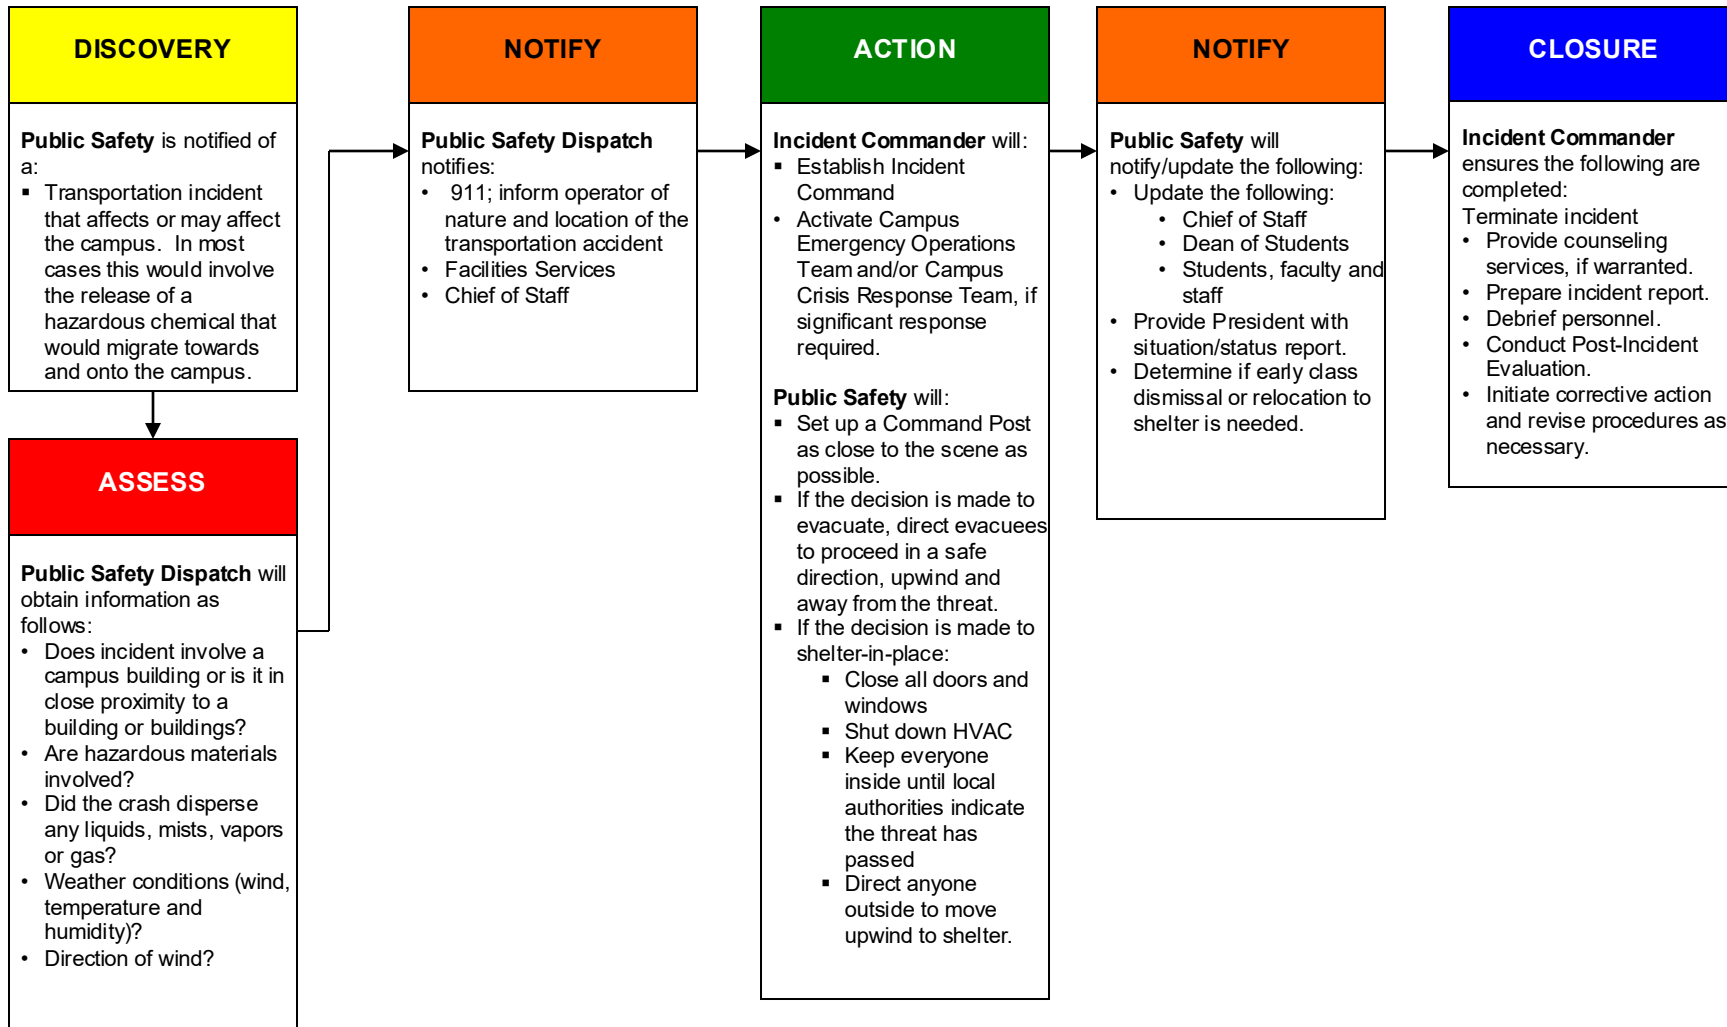 DISCOVERY
Public Safety is notified of
a:
▪ Transportation incident
that affects or may affect
the campus. In most
cases this would involve
the release of a
hazardous chemical that
would migrate towards
and onto the campus.
ASSESS
Public Safety Dispatch will
obtain information as
follows:
• Does incident involve a
campus building or is it in
close proximity to a
building or buildings?
• Are hazardous materials
involved?
• Did the crash disperse
any liquids, mists, vapors
or gas?
• Weather conditions (wind,
temperature and
humidity)?
• Direction of wind?
NOTIFY
Public Safety Dispatch
notifies:
• 911; inform operator of
nature and location of the
transportation accident
• Facilities Services
• Chief of Staff
ACTION
Incident Commander will:
▪ Establish Incident
Command
• Activate Campus
Emergency Operations
Team and/or Campus
Crisis Response Team, if
significant response
required.
Public Safety will:
▪ Set up a Command Post
as close to the scene as
possible.
▪ If the decision is made to
evacuate, direct evacuees
to proceed in a safe
direction, upwind and
away from the threat.
▪ If the decision is made to
shelter-in-place:
▪ Close all doors and
windows
▪ Shut down HVAC
▪ Keep everyone
inside until local
authorities indicate
the threat has
passed
▪ Direct anyone
outside to move
upwind to shelter.
NOTIFY
Public Safety will
notify/update the following:
• Update the following:
• Chief of Staff
• Dean of Students
• Students, faculty and
staff
• Provide President with
situation/status report.
• Determine if early class
dismissal or relocation to
shelter is needed.
CLOSURE
Incident Commander
ensures the following are
completed:
Terminate incident
• Provide counseling
services, if warranted.
• Prepare incident report.
• Debrief personnel.
• Conduct Post-Incident
Evaluation.
• Initiate corrective action
and revise procedures as
necessary.